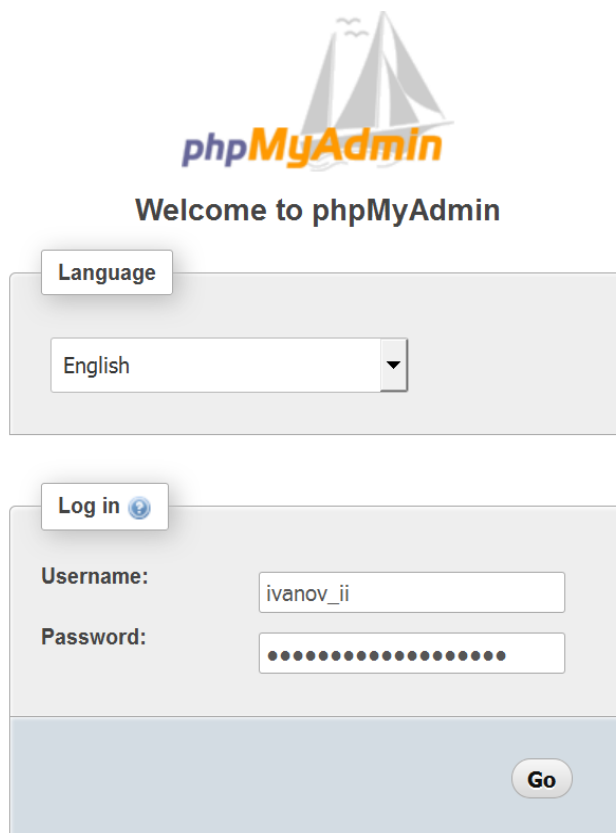 phpMyAdmin
Welcome to phpMyAdmin
Language
English
Log in
Username:
ivanov_ii
Password:
●●●●●●●●●●●●●●●●●●●
Go